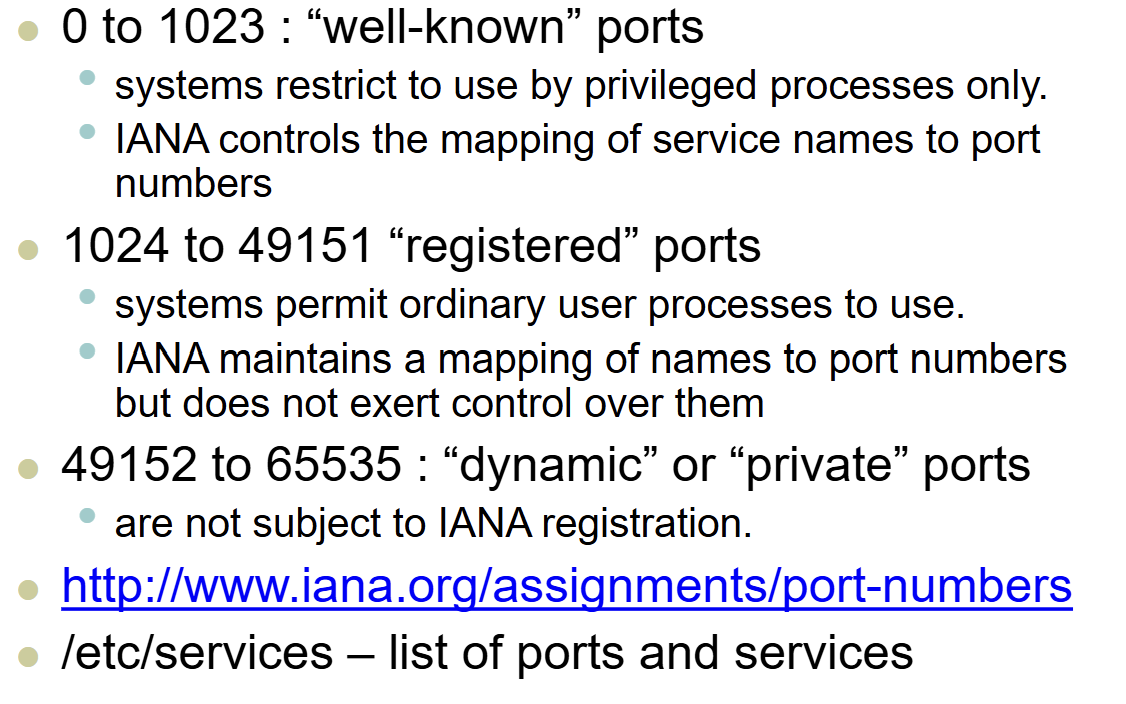 0 to 1023 : “well-known” ports
systems restrict to use by privileged processes only.
IANA controls the mapping of service names to port
numbers
1024 to 49151 “registered” ports
systems permit ordinary user processes to use.
IANA maintains a mapping of names to port numbers
but does not exert control over them
49152 to 65535 : “dynamic” or “private” ports
are not subject to IANA registration.
http://www.iana.org/assignments/port-numbers
/etc/services – list of ports and services